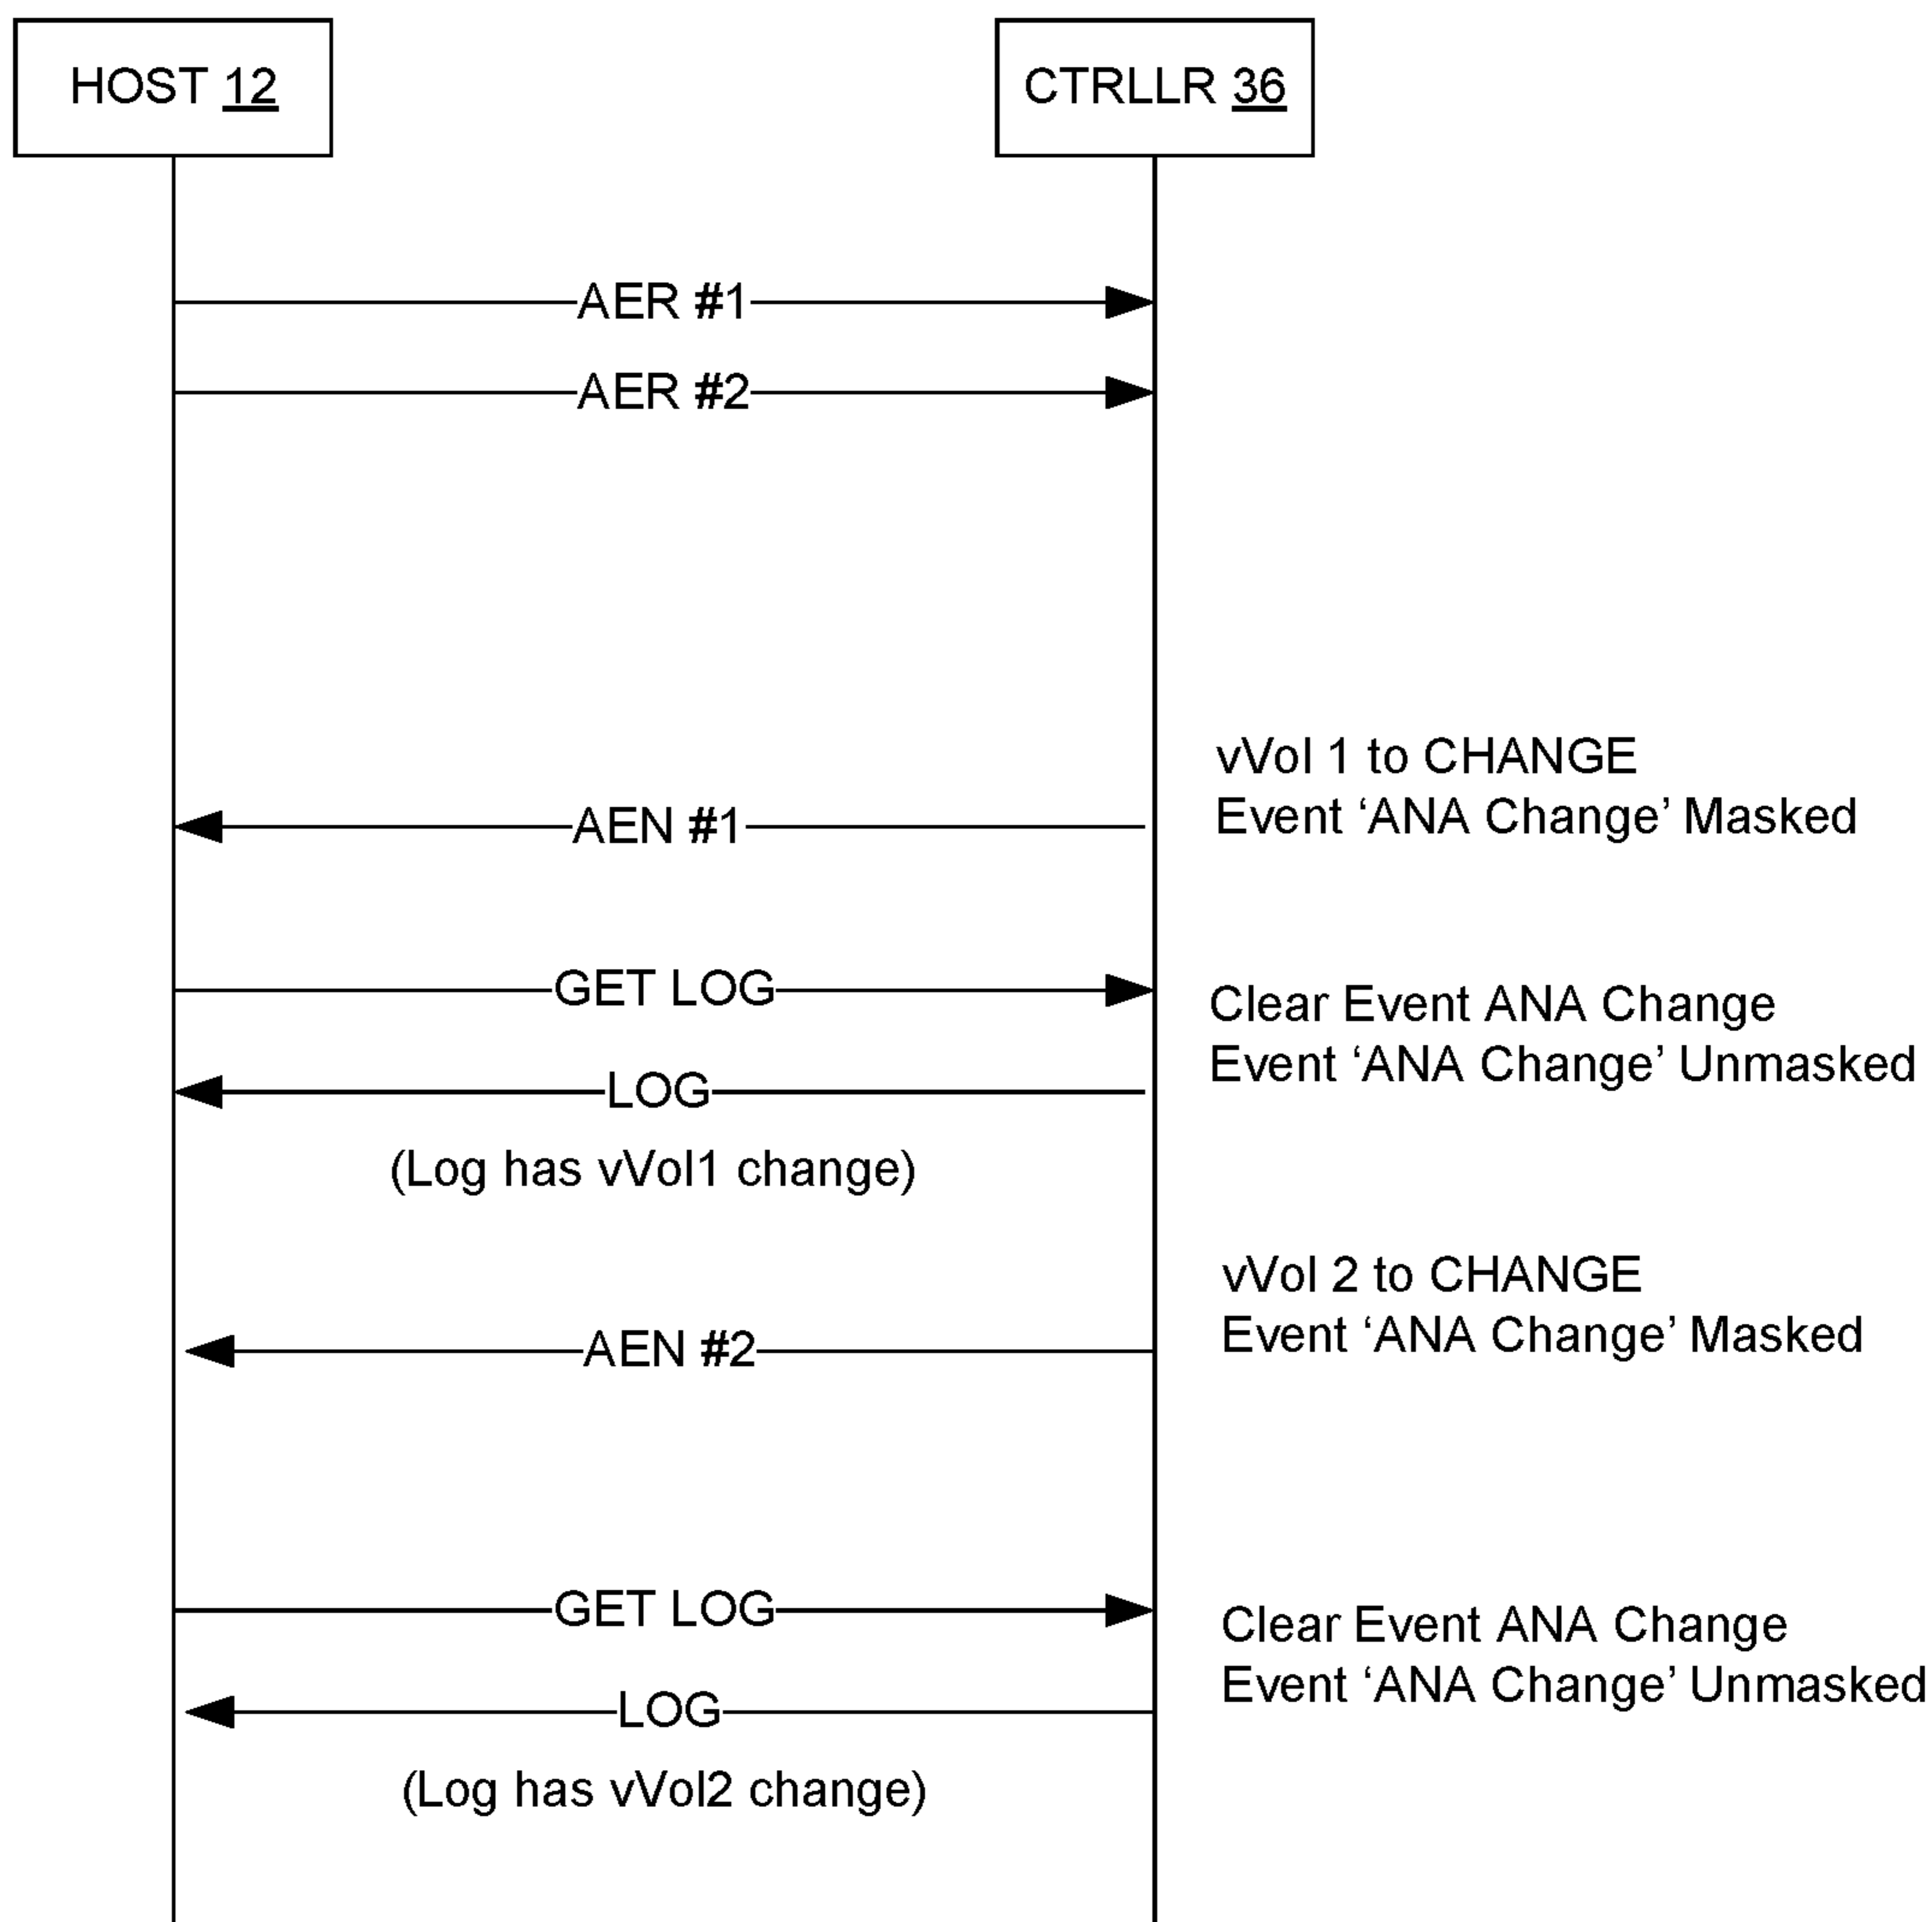 HOST 12
CTRLLR 36
AER #1
AER #2
vVol 1 to CHANGE
Event ‘ANA Change’ Masked
AEN #1
GET LOG
Clear Event ANA Change
Event ‘ANA Change’ Unmasked
LOG
(Log has vVol1 change)
vVol 2 to CHANGE
Event ‘ANA Change’ Masked
AEN #2
GET LOG
Clear Event ANA Change
Event ‘ANA Change’ Unmasked
LOG
(Log has vVol2 change)